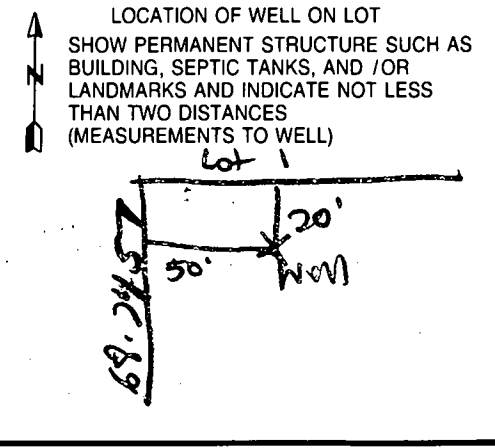 LOCATION OF WELL ON LOT
SHOW PERMANENT STRUCTURE SUCH AS
BUILDING, SEPTIC TANKS, AND /OR
LANDMARKS AND INDICATE NOT LESS
THAN TWO DISTANCES
(MEASUREMENTS TO WELL)
N
Lot 1
20'
50'
Well